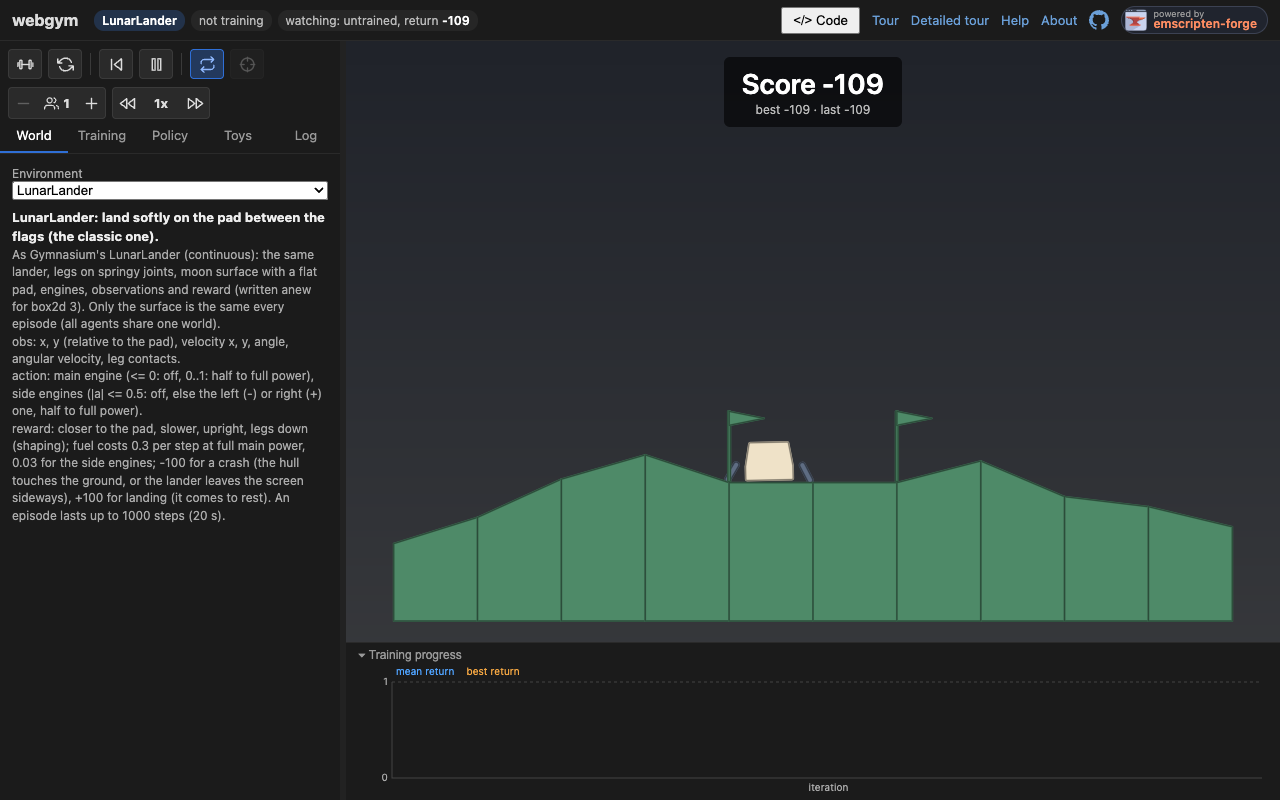 webgym
LunarLander
not training
watching: untrained, return -109
</> Code
Tour
Detailed tour
Help
About
powered by
emscripten-forge
1
1x
World
Training
Policy
Toys
Log
Environment
LunarLander
LunarLander: land softly on the pad between the
flags (the classic one).
As Gymnasium's LunarLander (continuous): the same
lander, legs on springy joints, moon surface with a flat
pad, engines, observations and reward (written anew
for box2d 3). Only the surface is the same every
episode (all agents share one world).
obs: x, y (relative to the pad), velocity x, y, angle,
angular velocity, leg contacts.
action: main engine (<= 0: off, 0..1: half to full power),
side engines (|a| <= 0.5: off, else the left (-) or right (+)
one, half to full power).
reward: closer to the pad, slower, upright, legs down
(shaping); fuel costs 0.3 per step at full main power,
0.03 for the side engines; -100 for a crash (the hull
touches the ground, or the lander leaves the screen
sideways), +100 for landing (it comes to rest). An
episode lasts up to 1000 steps (20 s).
Score -109
best -109 · last -109
Training progress
mean return
best return
1
0
iteration